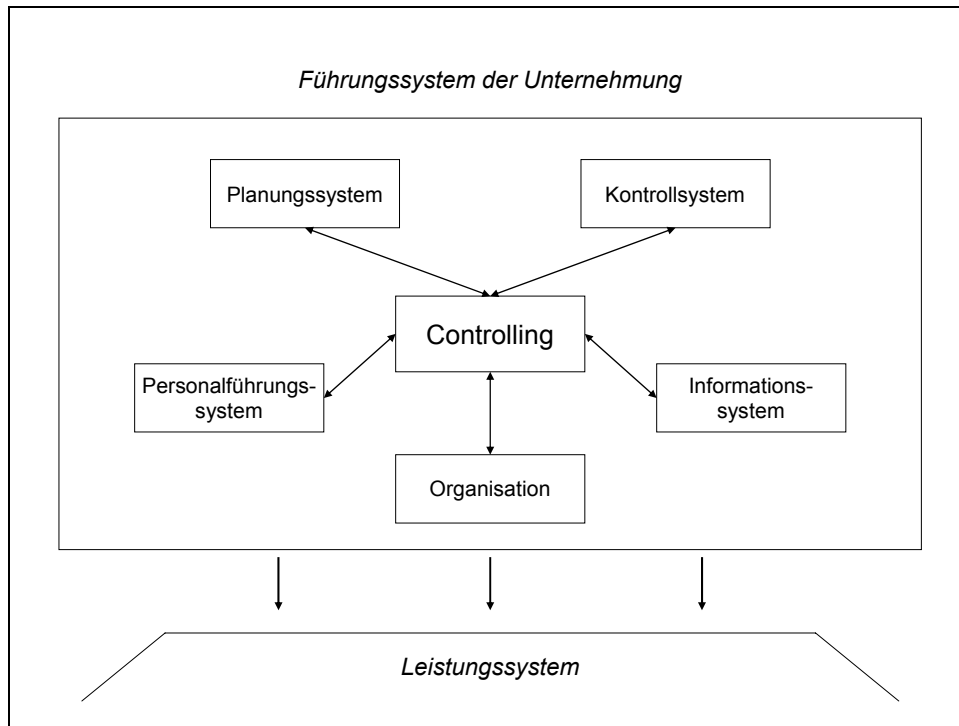 Führungssystem der Unternehmung
Planungssystem
Kontrollsystem
Controlling
Personalführungs-
system
Informations-
system
Organisation
Leistungssystem